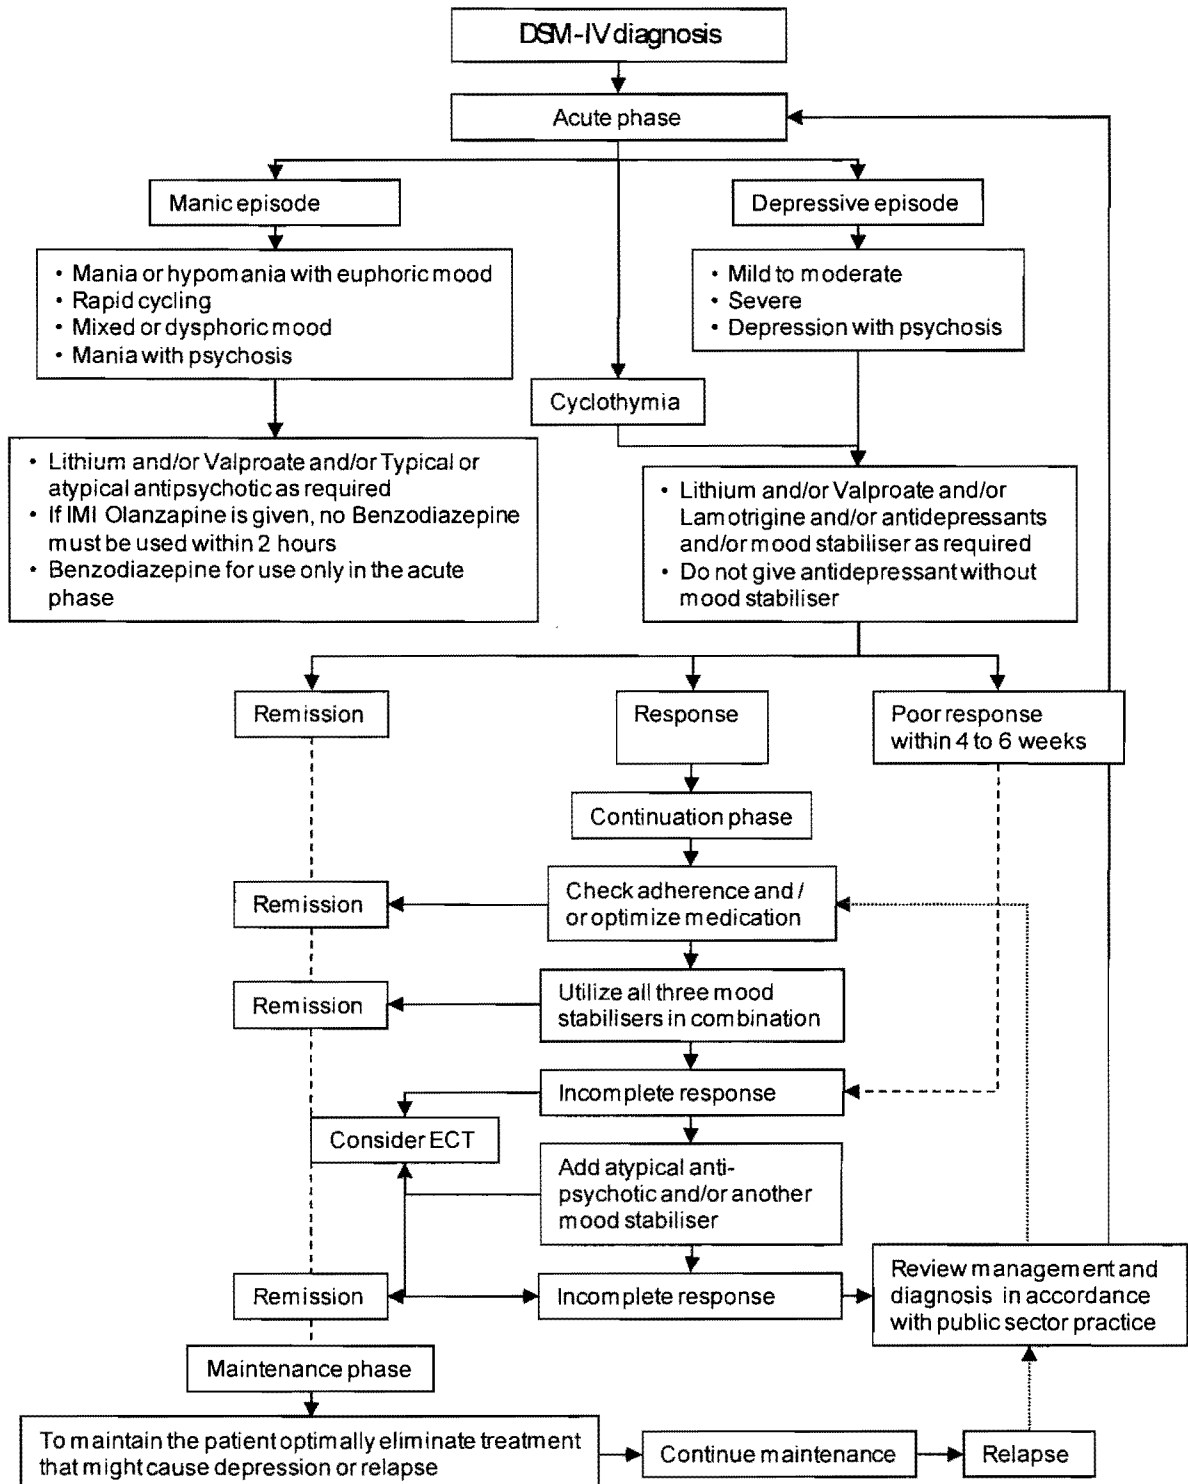 DSM-IV diagnosis
Acute phase
Manic episode
Depressive episode
• Mania or hypomania with euphoric mood
• Rapid cycling
• Mixed or dysphoric mood
• Mania with psychosis
• Mild to moderate
• Severe
• Depression with psychosis
Cyclothymia
• Lithium and/or Valproate and/or Typical or
atypical antipsychotic as required
• If IMI Olanzapine is given, no Benzodiazepine
must be used within 2 hours
• Benzodiazepine for use only in the acute
phase
• Lithium and/or Valproate and/or
Lamotrigine and/or antidepressants
and/or mood stabiliser as required
• Do not give antidepressant without
mood stabiliser
Remission
Response
Poor response
within 4 to 6 weeks
Continuation phase
Remission
Check adherence and /
or optimize medication
Remission
Utilize all three mood
stabilisers in combination
Incomplete response
Consider ECT
Add atypical anti-
psychotic and/or another
mood stabiliser
Remission
Incomplete response
Review management and
diagnosis in accordance
with public sector practice
Maintenance phase
To maintain the patient optimally eliminate treatment
that might cause depression or relapse
Continue maintenance
Relapse